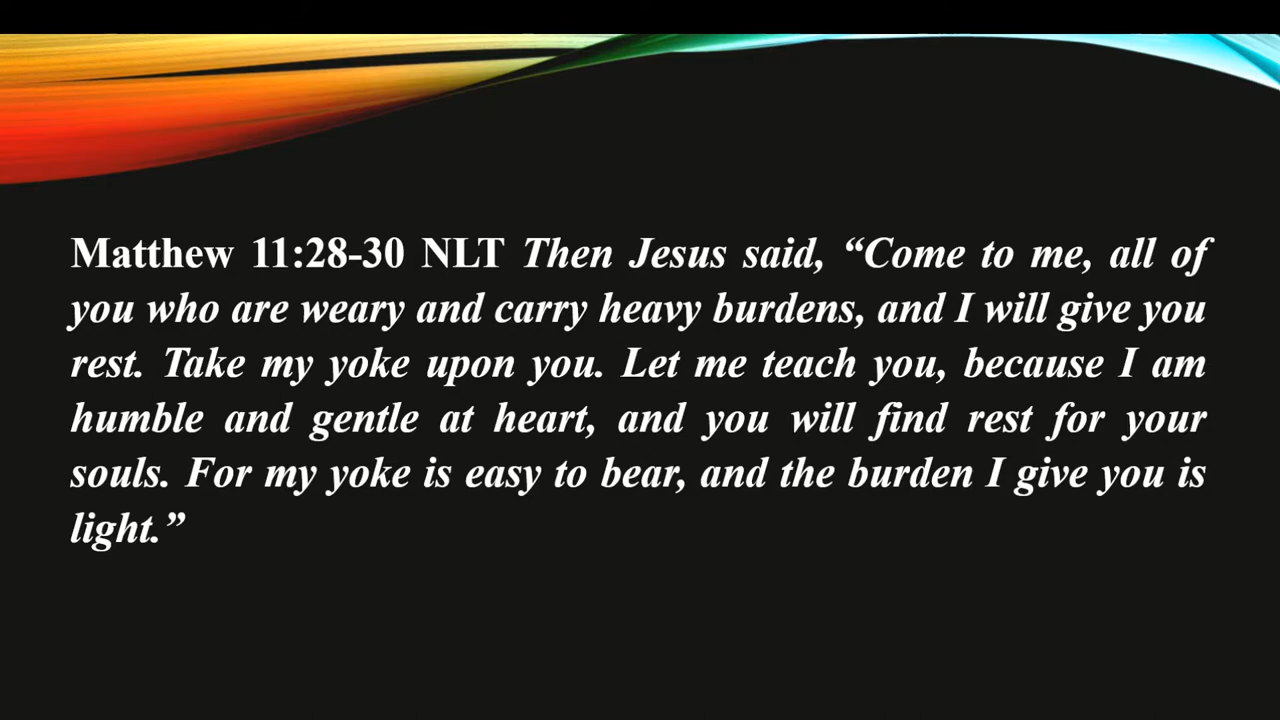 Matthew 11:28-30 NLT Then Jesus said, “Come to me, all of
you who are weary and carry heavy burdens, and I will give you
rest. Take my yoke upon you. Let me teach you, because I am
humble and gentle at heart, and you will find rest for your
souls. For my yoke is easy to bear, and the burden I give you is
light.”